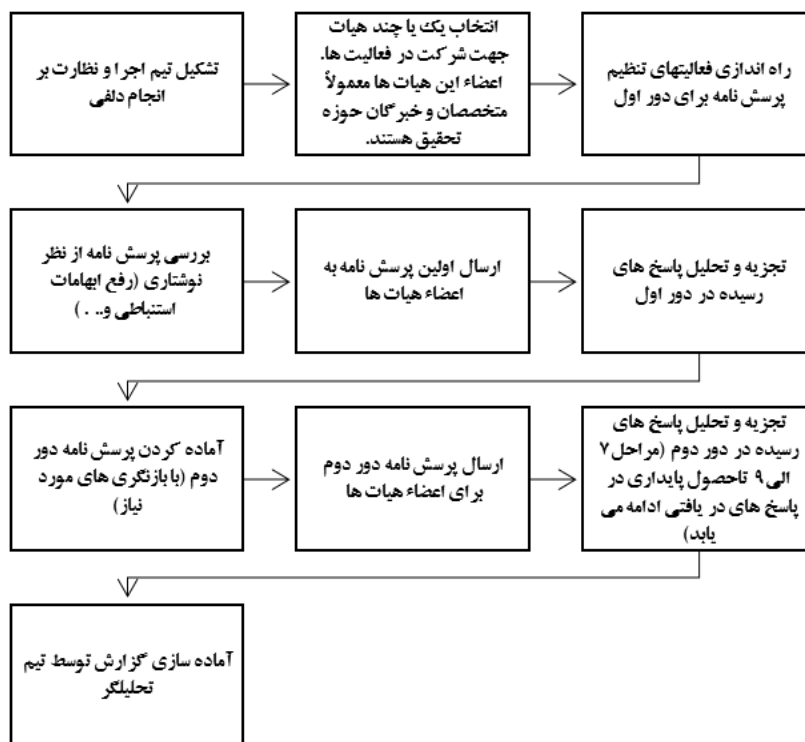 تشکیل تیم اجرا و نظارت بر
انجام دلفی
انتخاب یک یا چند هیات
جهت شرکت در فعالیت ها.
اعضاء این هیات ها معمولاً
متخصصان و خبرگان حوزه
تحقیق هستند.
راه اندازی فعالیتهای تنظیم
پرسش نامه برای دور اول
بررسی پرسش نامه از نظر
نوشتاری (رفع ابهامات
استنباطی و.. . )
ارسال اولین پرسش نامه به
اعضاء هیات ها
تجزیه و تحلیل پاسخ های
رسیده در دور اول
آماده کردن پرسش نامه دور
دوم (با بازنگری های مورد
نیاز)
ارسال پرسش نامه دور دوم
برای اعضاء هیات ها
تجزیه و تحلیل پاسخ های
رسیده در دور دوم (مراحل ۷
الی ۹ تاحصول پایداری در
پاسخ های در یافتی ادامه می
یابد)
آماده سازی گزارش توسط تیم
تحلیلگر